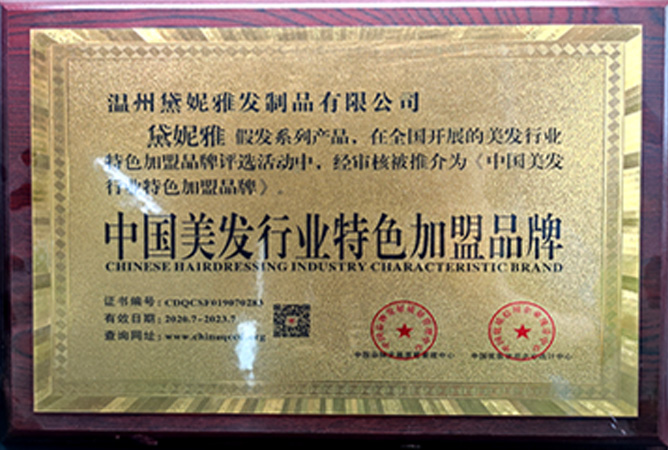 温州黛妮雅发制品有限公司
黛妮雅 假发系列产品，在全国开展的美发行业
特色加盟品牌评选活动中，经审核被推介为《中国美发
行业特色加盟品牌》。
中国美发行业特色加盟品牌
CHINESE HAIRDRESSING INDUSTRY CHARACTERISTIC BRAND
证书编号：CDQCSF019070283
有效日期：2020.7-2023.7
查询网址：